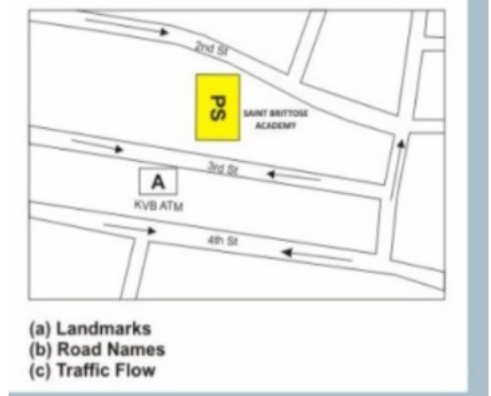 2nd St
PS
SAINT BRITTOSE
ACADEMY
3rd St
A
KVB ATM
4th St
(a) Landmarks
(b) Road Names
(c) Traffic Flow